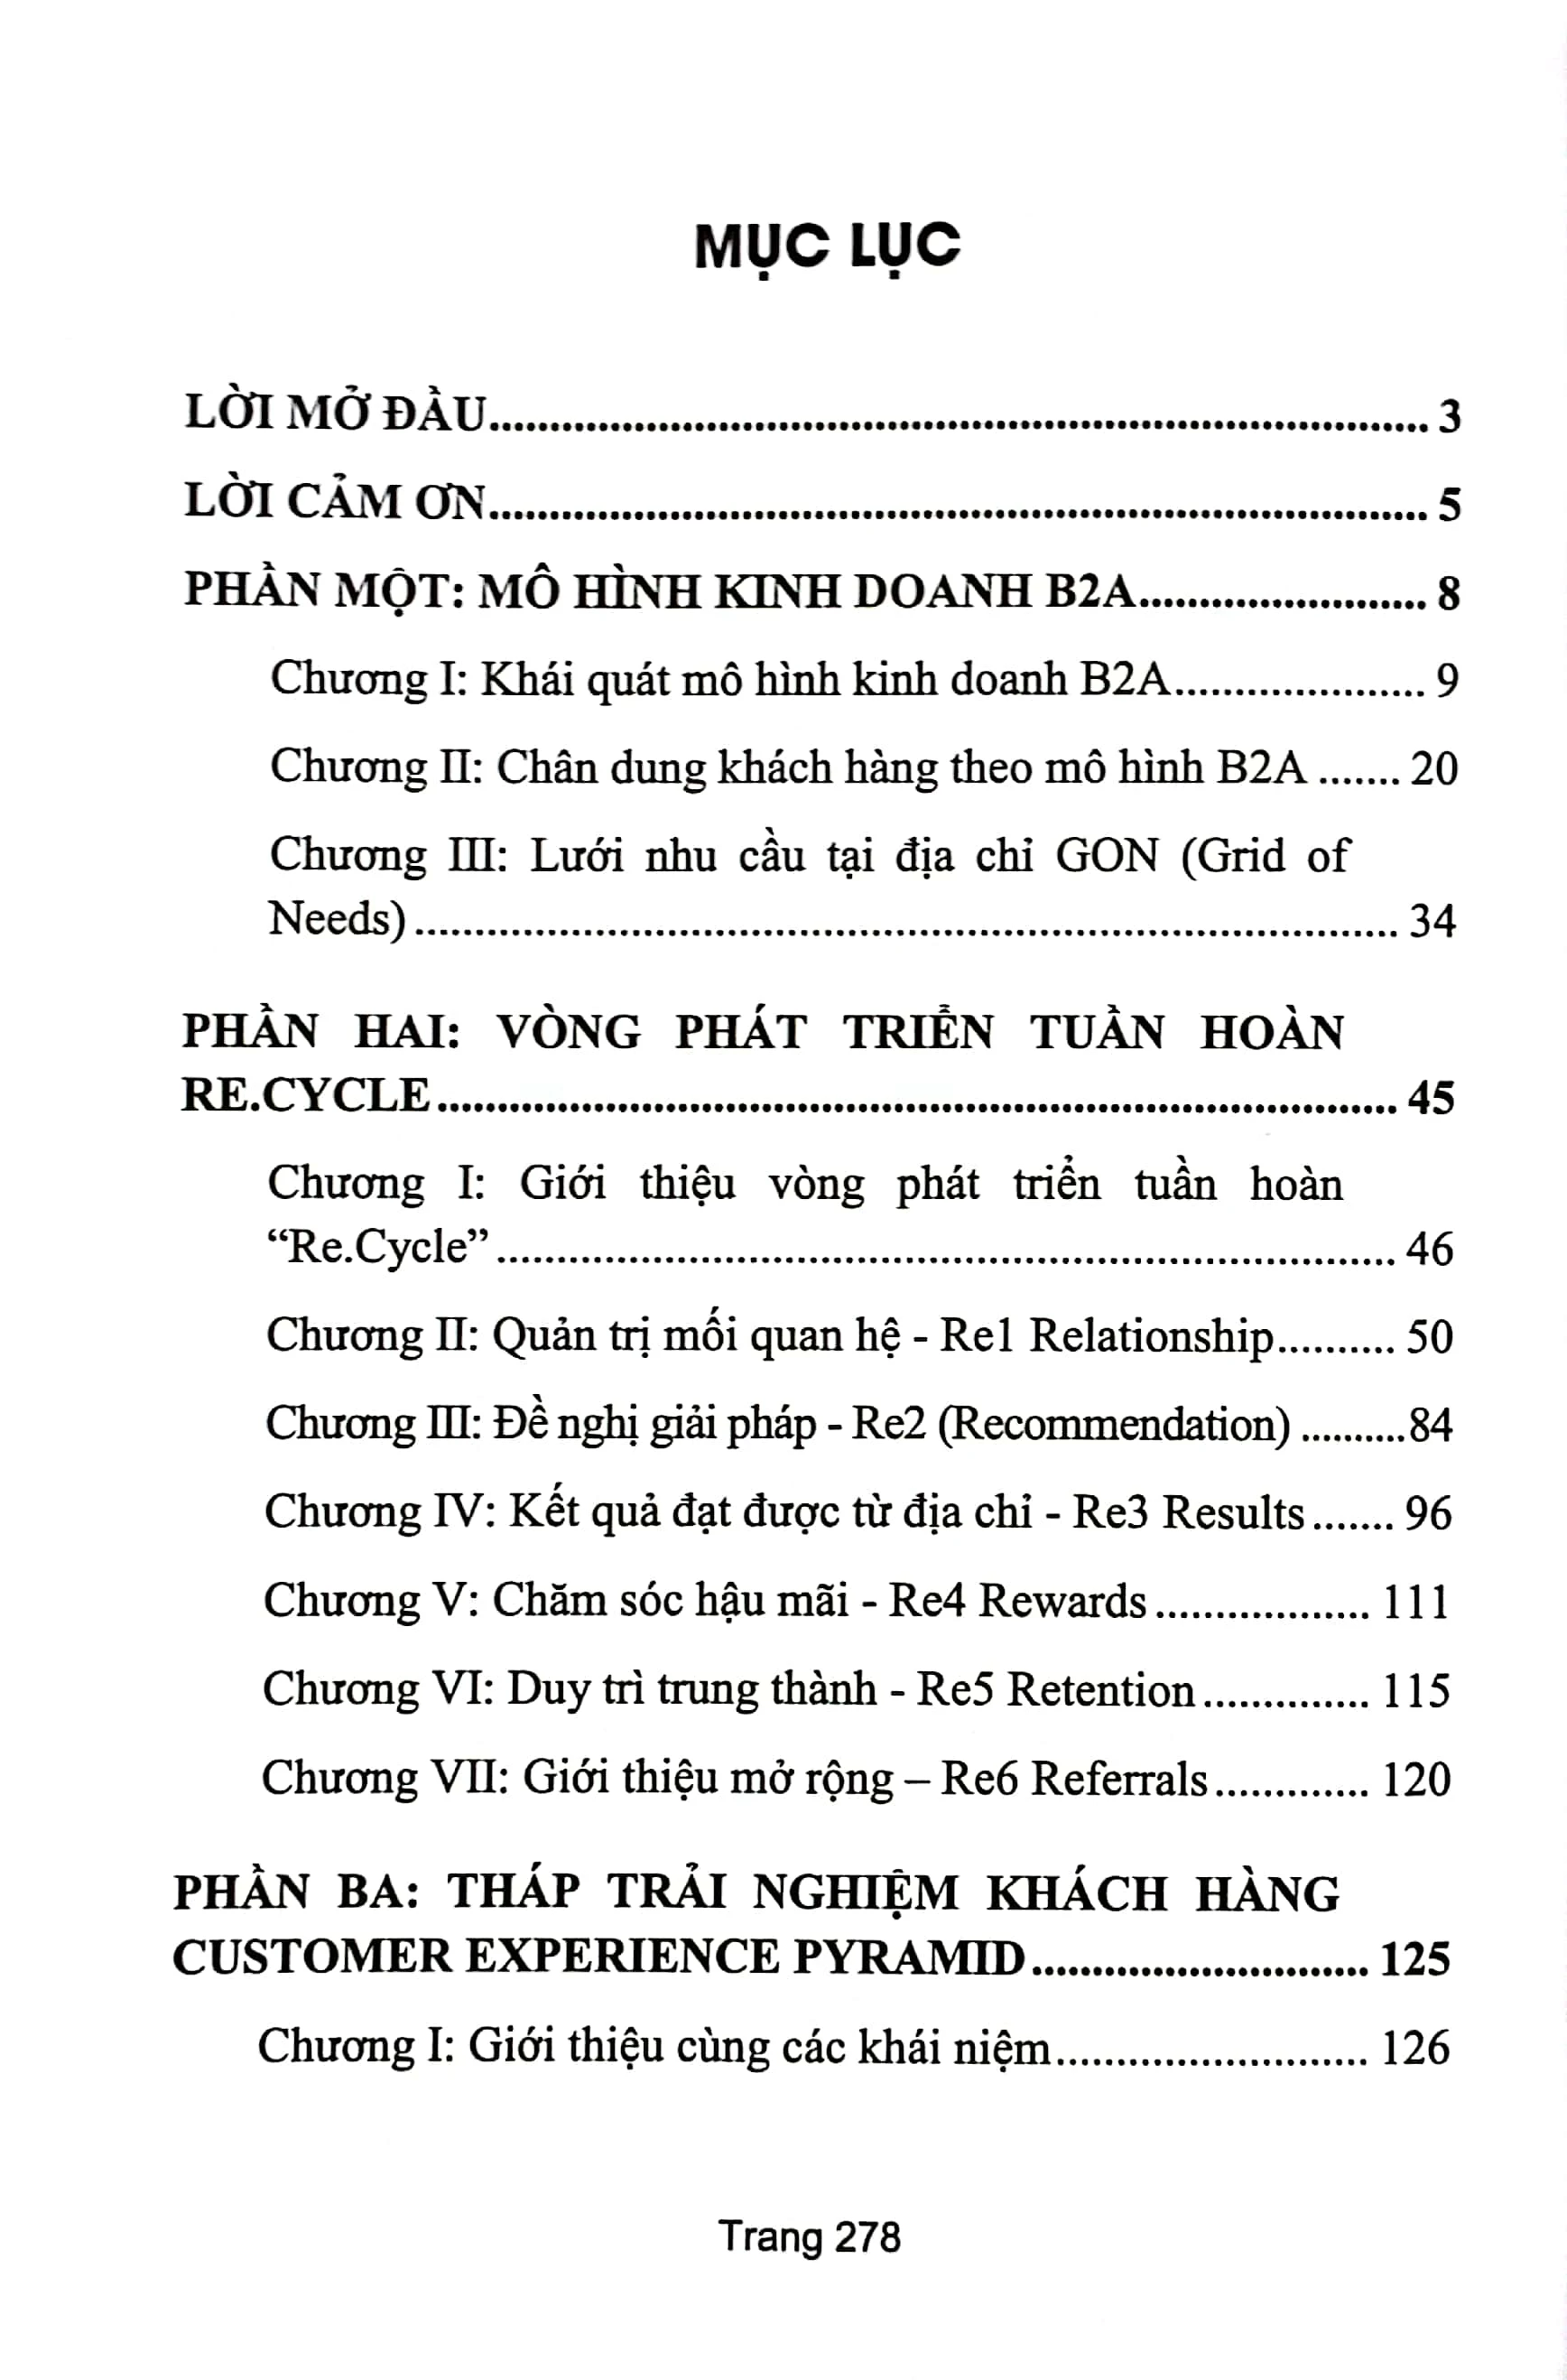 MỤC LỤC
LỜI MỞ ĐẦU............................................................................... 3
LỜI CẢM ƠN............................................................................... 5
PHẦN MỘT: MÔ HÌNH KINH DOANH B2A........................ 8
Chương I: Khái quát mô hình kinh doanh B2A..................... 9
Chương II: Chân dung khách hàng theo mô hình B2A ....... 20
Chương III: Lưới nhu cầu tại địa chỉ GON (Grid of
Needs).................................................................................. 34
PHẦN HAI: VÒNG PHÁT TRIỂN TUẦN HOÀN
RE.CYCLE................................................................................ 45
Chương I: Giới thiệu vòng phát triển tuần hoàn
“Re.Cycle”........................................................................... 46
Chương II: Quản trị mối quan hệ - Re1 Relationship.......... 50
Chương III: Đề nghị giải pháp - Re2 (Recommendation) .........84
Chương IV: Kết quả đạt được từ địa chỉ - Re3 Results....... 96
Chương V: Chăm sóc hậu mãi - Re4 Rewards.................. 111
Chương VI: Duy trì trung thành - Re5 Retention.............. 115
Chương VII: Giới thiệu mở rộng – Re6 Referrals............. 120
PHẦN BA: THÁP TRẢI NGHIỆM KHÁCH HÀNG
CUSTOMER EXPERIENCE PYRAMID............................ 125
Chương I: Giới thiệu cùng các khái niệm.......................... 126
Trang 278